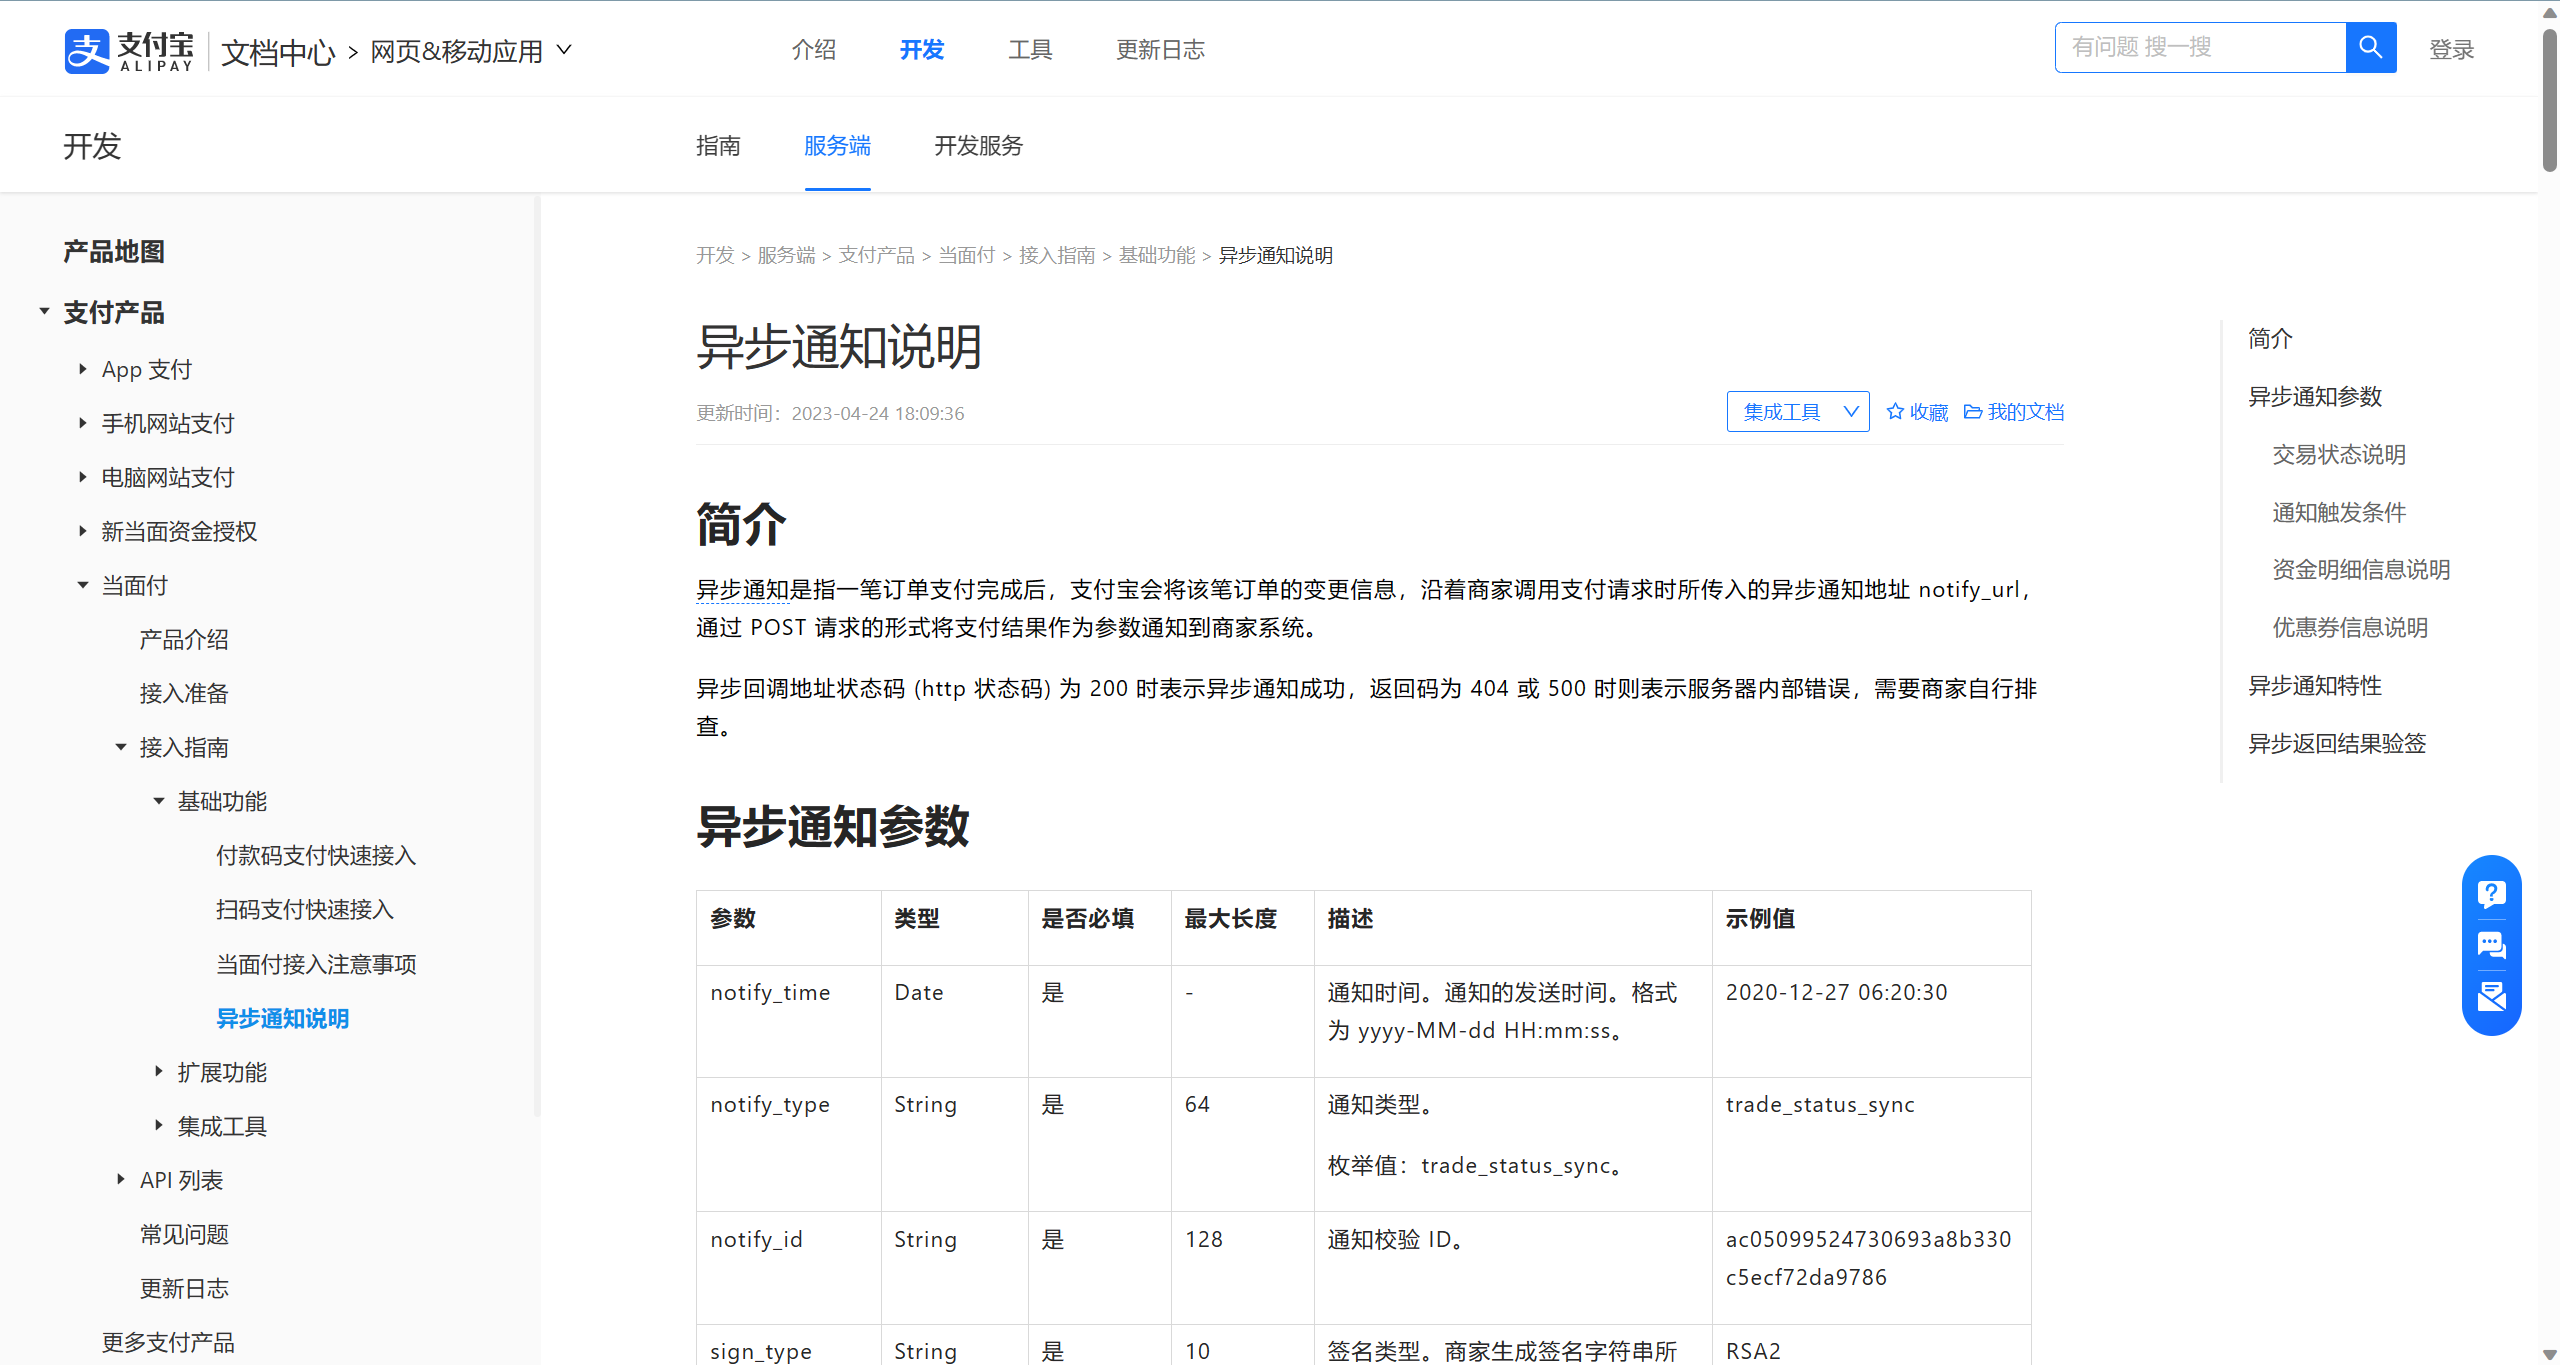 支付宝 ALIPAY 文档中心 > 网页&移动应用 介绍 开发 工具 更新日志 有问题 搜一搜 登录
开发 指南 服务端 开发服务
产品地图
支付产品
App 支付
手机网站支付
电脑网站支付
新当面资金授权
当面付
产品介绍
接入准备
接入指南
基础功能
付款码支付快速接入
扫码支付快速接入
当面付接入注意事项
异步通知说明
扩展功能
集成工具
API 列表
常见问题
更新日志
更多支付产品
开发 > 服务端 > 支付产品 > 当面付 > 接入指南 > 基础功能 > 异步通知说明
异步通知说明
更新时间：2023-04-24 18:09:36 集成工具 收藏 我的文档
简介
异步通知是指一笔订单支付完成后，支付宝会将该笔订单的变更信息，沿着商家调用支付请求时所传入的异步通知地址 notify_url，
通过 POST 请求的形式将支付结果作为参数通知到商家系统。
异步回调地址状态码 (http 状态码) 为 200 时表示异步通知成功，返回码为 404 或 500 时则表示服务器内部错误，需要商家自行排
查。
异步通知参数
参数 类型 是否必填 最大长度 描述 示例值
notify_time Date 是 - 通知时间。通知的发送时间。格式 2020-12-27 06:20:30
为 yyyy-MM-dd HH:mm:ss。
notify_type String 是 64 通知类型。 trade_status_sync
枚举值：trade_status_sync。
notify_id String 是 128 通知校验 ID。 ac05099524730693a8b330
c5ecf72da9786
sign_type String 是 10 签名类型。商家生成签名字符串所 RSA2
简介
异步通知参数
交易状态说明
通知触发条件
资金明细信息说明
优惠券信息说明
异步通知特性
异步返回结果验签